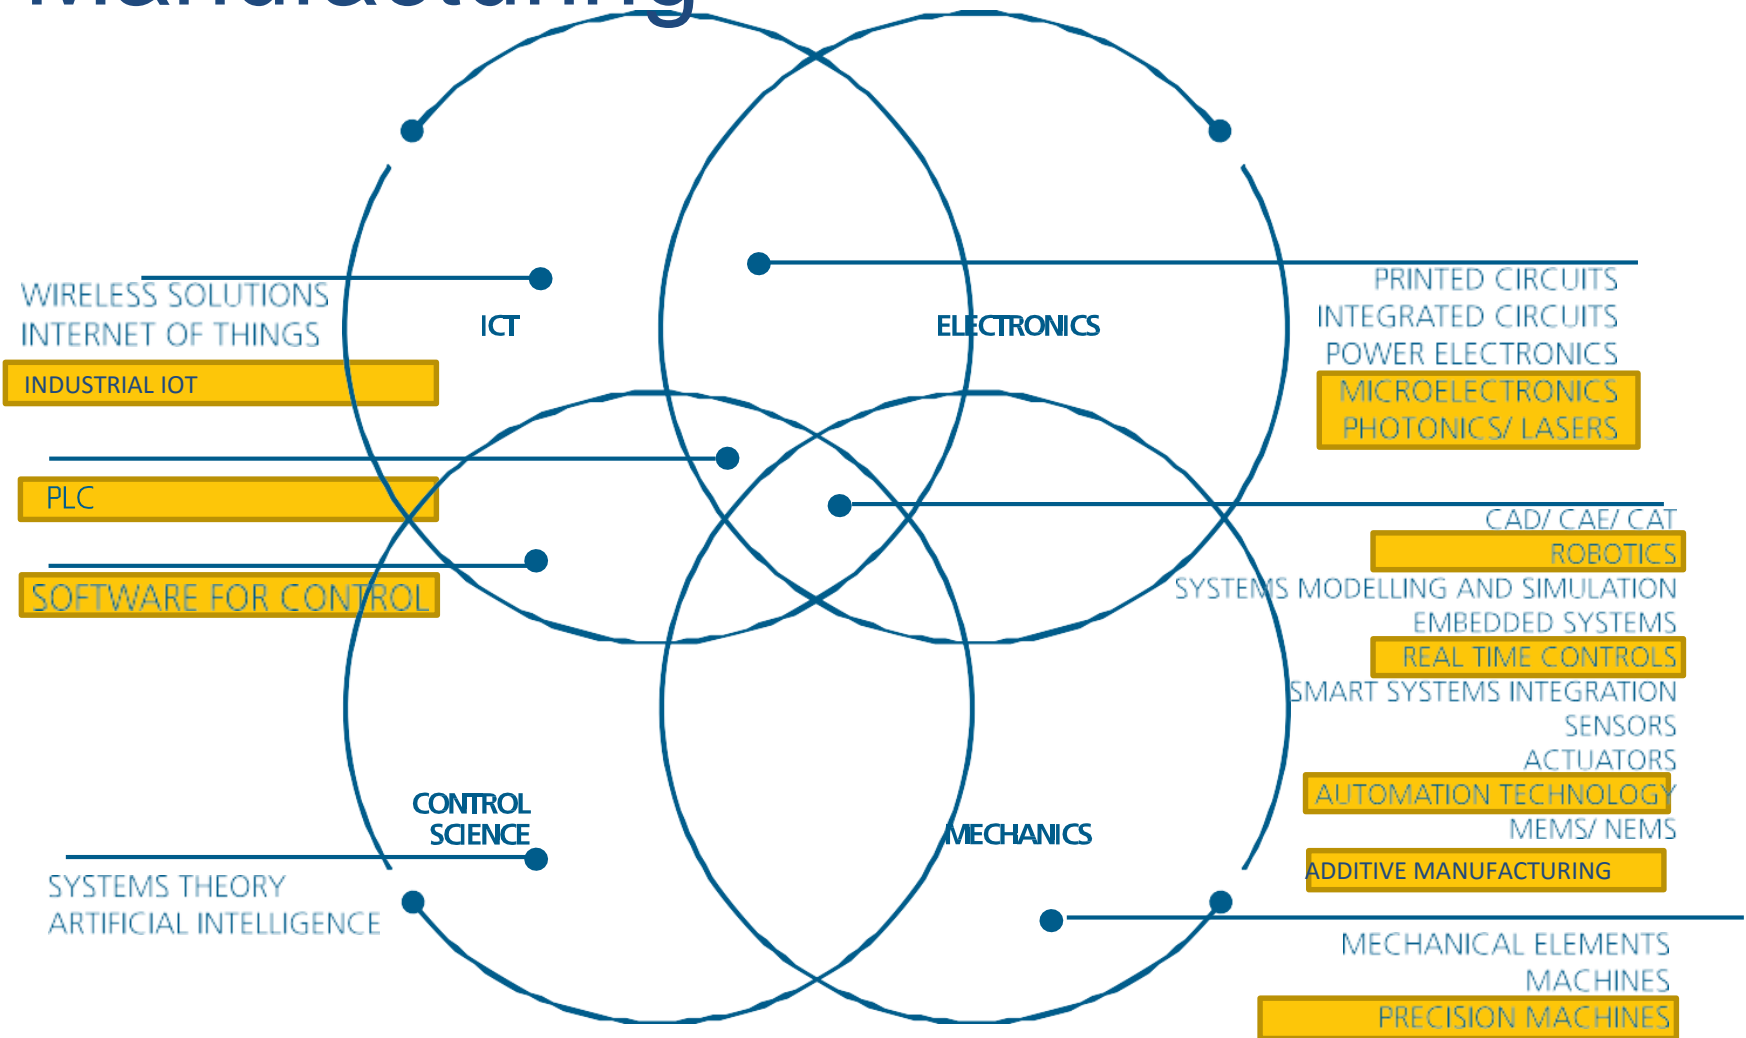 Manufacturing
WIRELESS SOLUTIONS
INTERNET OF THINGS
INDUSTRIAL IOT
PLC
SOFTWARE FOR CONTROL
ICT
ELECTRONICS
PRINTED CIRCUITS
INTEGRATED CIRCUITS
POWER ELECTRONICS
MICROELECTRONICS
PHOTONICS/ LASERS
CAD/ CAE/ CAT
ROBOTICS
SYSTEMS MODELLING AND SIMULATION
EMBEDDED SYSTEMS
REAL TIME CONTROLS
SMART SYSTEMS INTEGRATION
SENSORS
ACTUATORS
AUTOMATION TECHNOLOGY
MEMS/ NEMS
ADDITIVE MANUFACTURING
CONTROL
SCIENCE
MECHANICS
SYSTEMS THEORY
ARTIFICIAL INTELLIGENCE
MECHANICAL ELEMENTS
MACHINES
PRECISION MACHINES